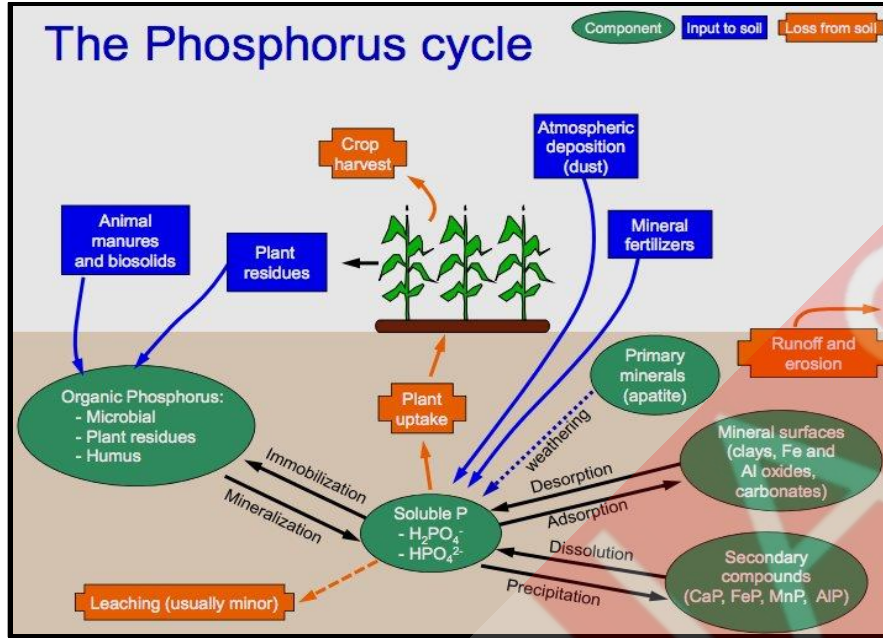 The Phosphorus cycle
Component
Input to soil
Loss from soil
Crop
harvest
Atmospheric
deposition
(dust)
Animal
manures
and biosolids
Plant
residues
Mineral
fertilizers
Runoff and
erosion
Primary
minerals
(apatite)
Plant
uptake
weathering
Organic Phosphorus:
- Microbial
- Plant residues
- Humus
Mineral surfaces
(clays, Fe and
Al oxides,
carbonates)
Immobilization
Mineralization
Desorption
Adsorption
Soluble P
- H₂PO₄⁻
- HPO₄²⁻
Dissolution
Precipitation
Secondary
compounds
(CaP, FeP, MnP, AlP)
Leaching (usually minor)